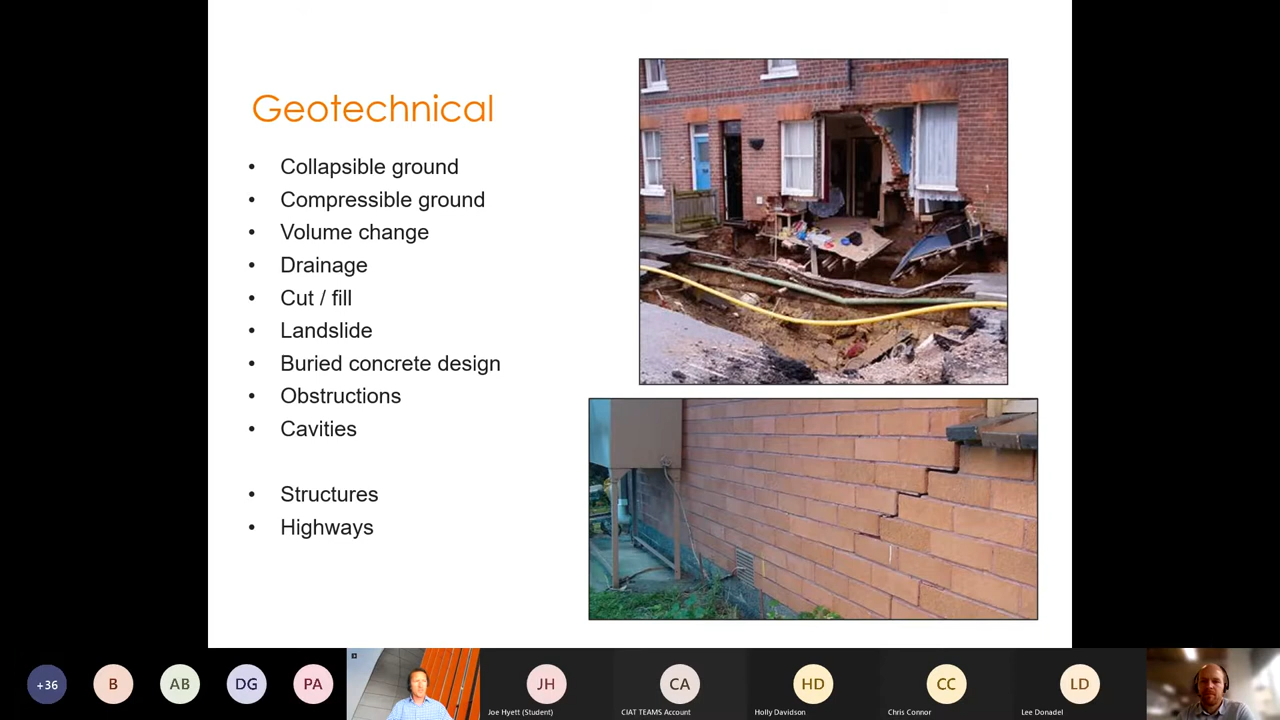 Geotechnical
• Collapsible ground
• Compressible ground
• Volume change
• Drainage
• Cut / fill
• Landslide
• Buried concrete design
• Obstructions
• Cavities
• Structures
• Highways
+36
B
AB
DG
PA
JH
Joe Hyett (Student)
CA
CIAT TEAMS Account
HD
Holly Davidson
CC
Chris Connor
LD
Lee Donadel